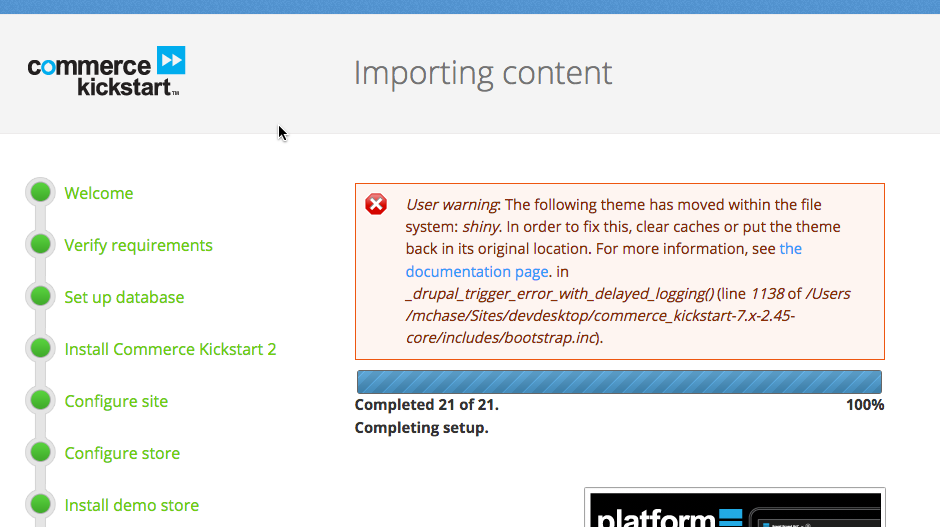 commerce
kickstart™
Importing content
Welcome
Verify requirements
Set up database
Install Commerce Kickstart 2
Configure site
Configure store
Install demo store
User warning: The following theme has moved within the file
system: shiny. In order to fix this, clear caches or put the theme
back in its original location. For more information, see the
documentation page. in
_drupal_trigger_error_with_delayed_logging() (line 1138 of /Users
/mchase/Sites/devdesktop/commerce_kickstart-7.x-2.45-
core/includes/bootstrap.inc).
Completed 21 of 21.
100%
Completing setup.
platform